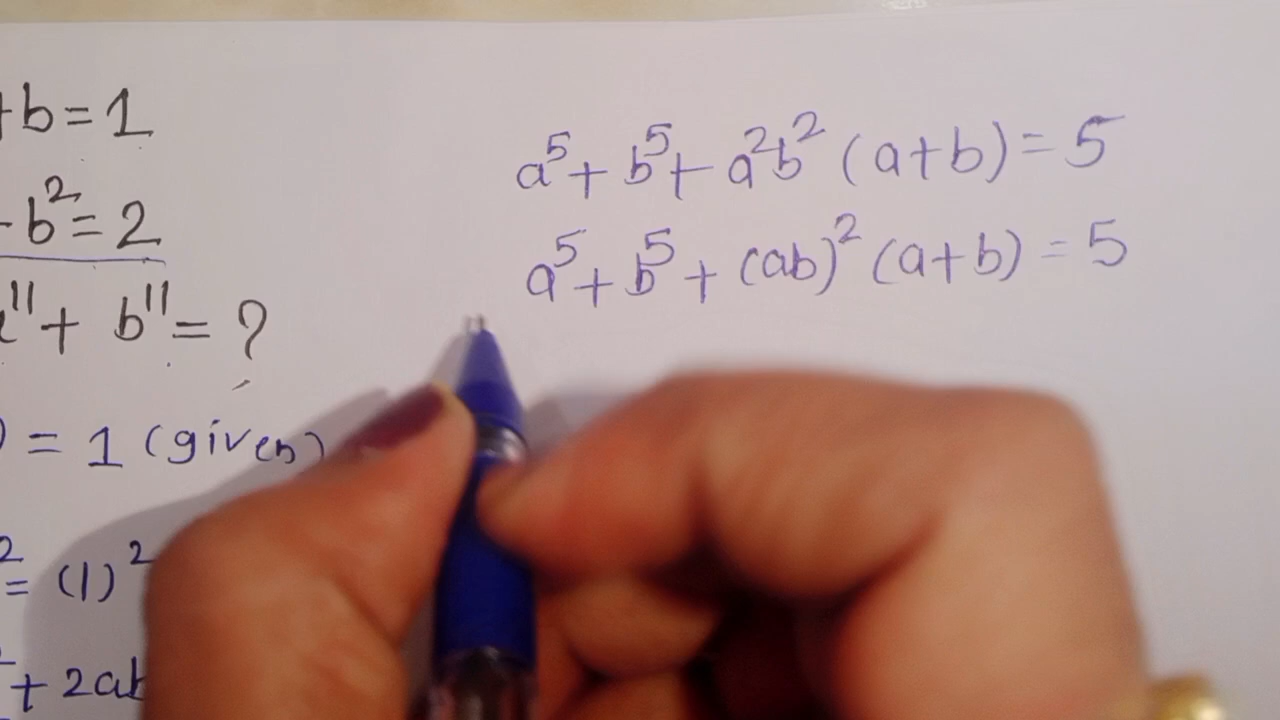 +b=1
-b²=2
a¹¹+ b¹¹= ?
) = 1 (given)
²= (1)²
² + 2ab
a⁵+ b⁵+ a²b² (a+b) = 5
a⁵+ b⁵ + (ab)² (a+b) = 5